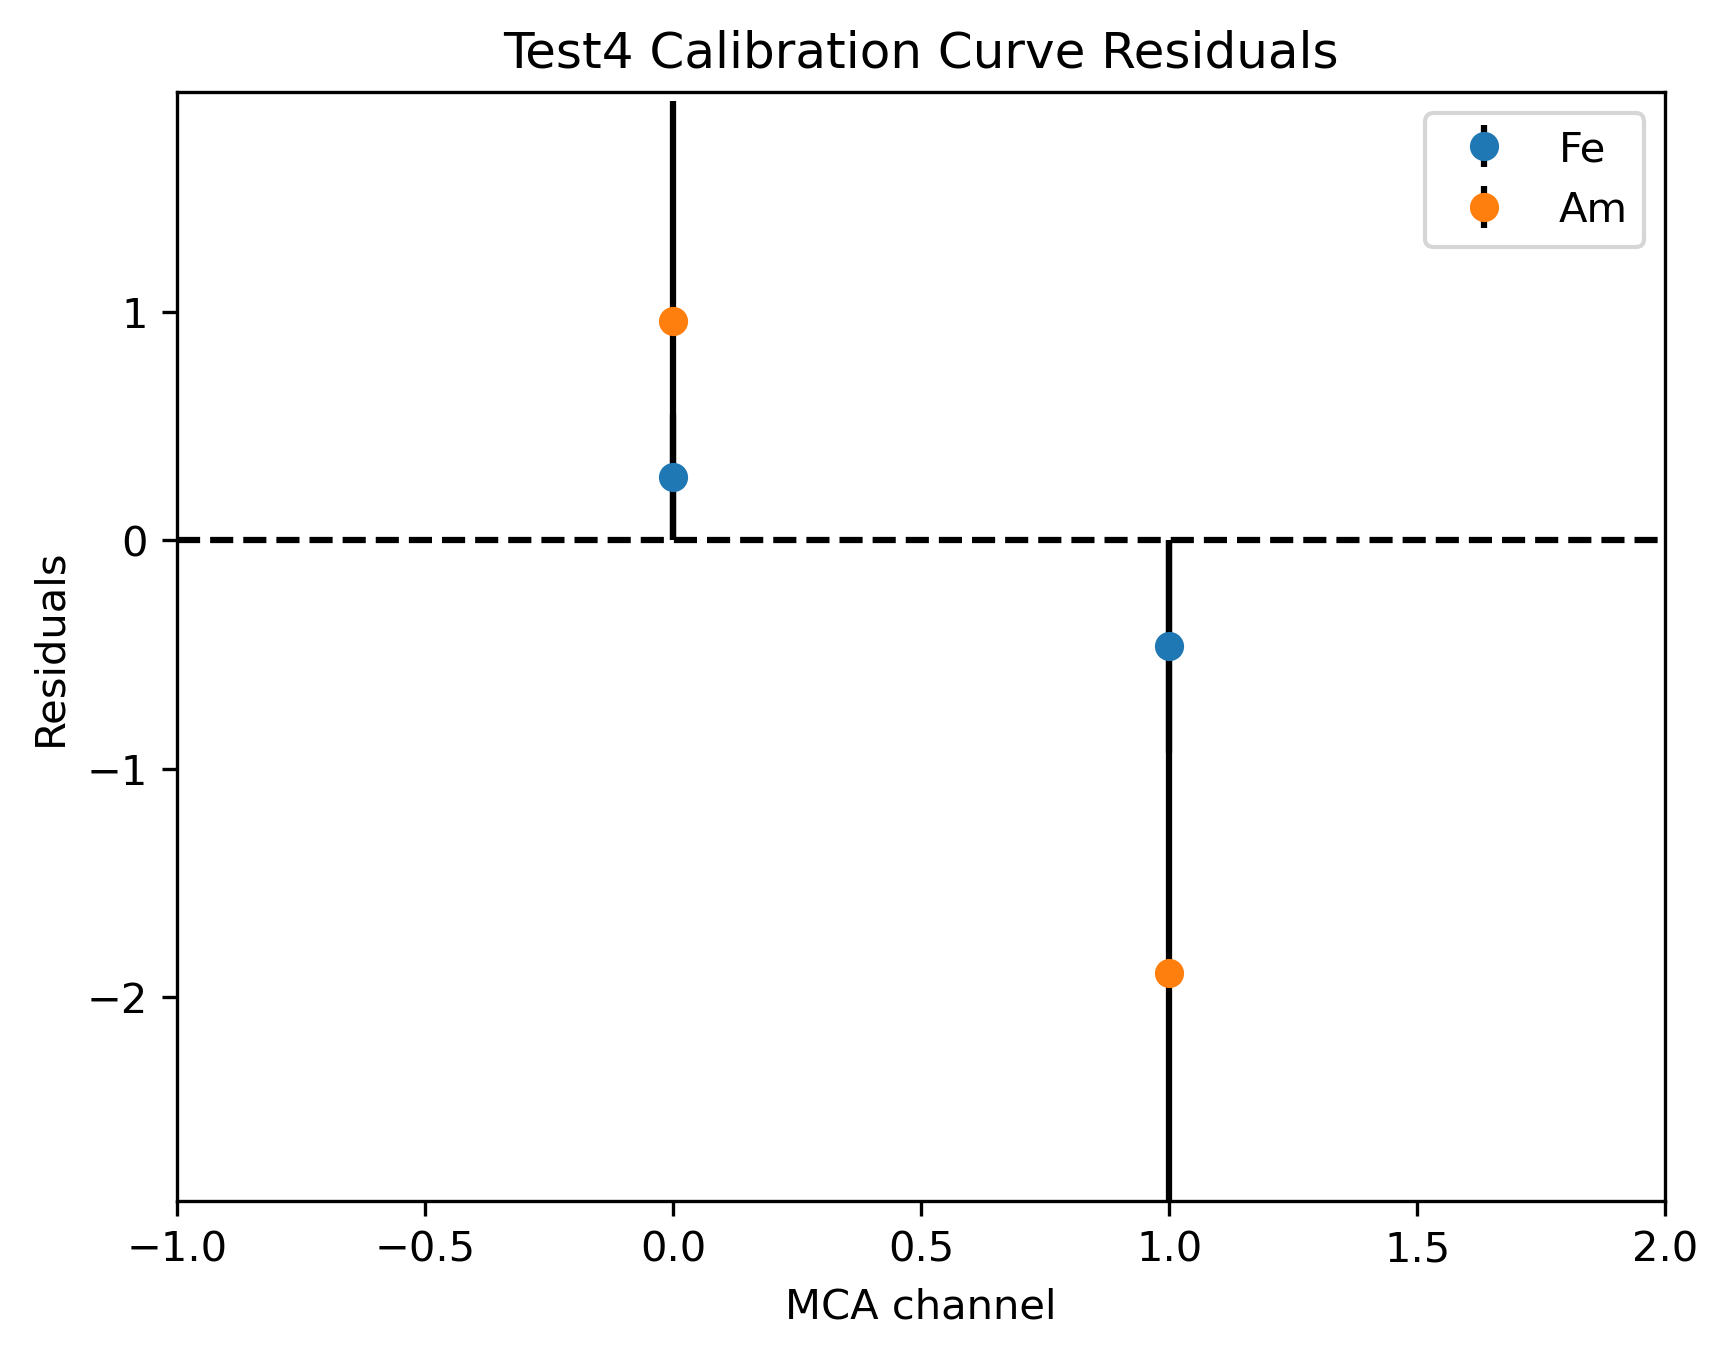 Test4 Calibration Curve Residuals
Fe
Am
1
0
−1
−2
Residuals
−1.0 −0.5 0.0 0.5 1.0 1.5 2.0
MCA channel